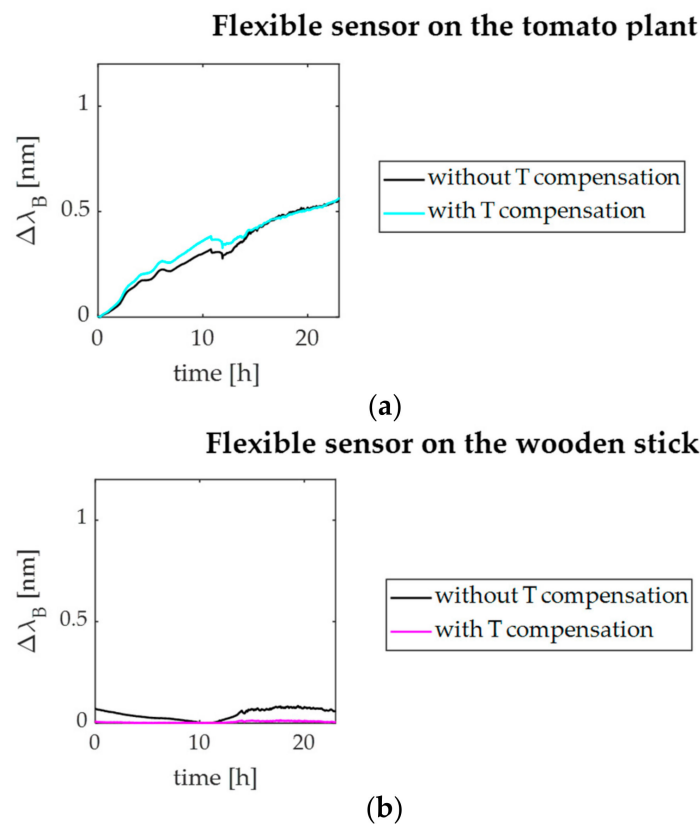 Flexible sensor on the tomato plant
1
0.5
0
ΔλB [nm]
0
10
20
time [h]
without T compensation
with T compensation
(a)
Flexible sensor on the wooden stick
1
0.5
0
ΔλB [nm]
0
10
20
time [h]
without T compensation
with T compensation
(b)